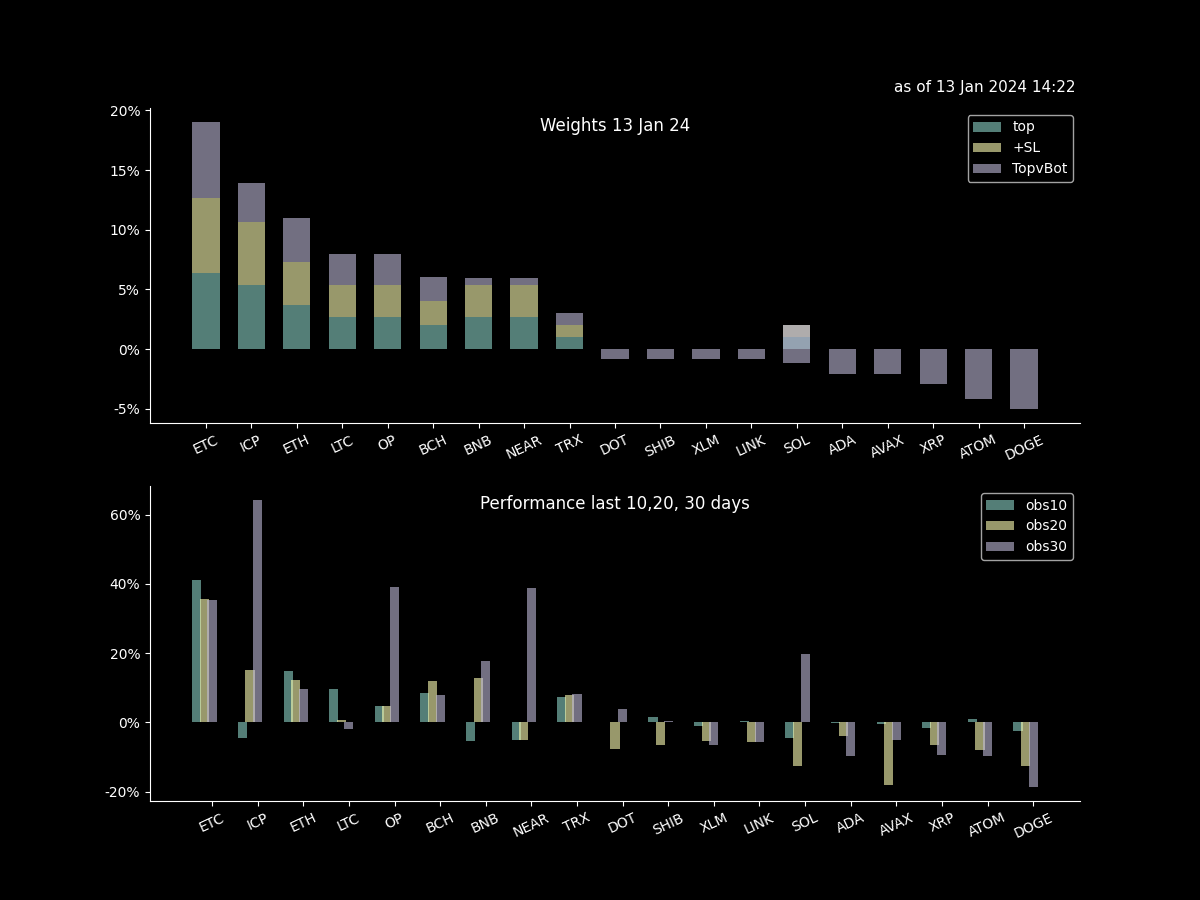 as of 13 Jan 2024 14:22
Weights 13 Jan 24
top
+SL
TopvBot
20%
15%
10%
5%
0%
-5%
ETC ICP ETH LTC OP BCH BNB NEAR TRX DOT SHIB XLM LINK SOL ADA AVAX XRP ATOM DOGE
Performance last 10,20, 30 days
obs10
obs20
obs30
60%
40%
20%
0%
-20%
ETC ICP ETH LTC OP BCH BNB NEAR TRX DOT SHIB XLM LINK SOL ADA AVAX XRP ATOM DOGE